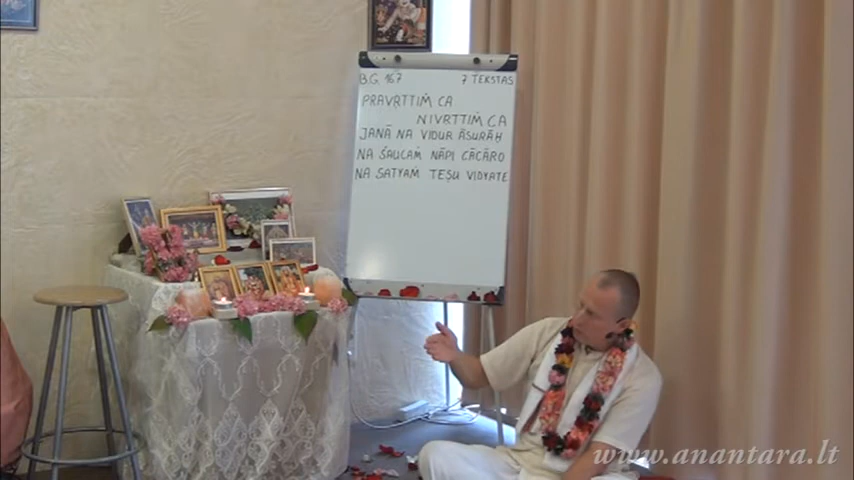 B.G. 16.7 7 TEKSTAS
PRAVṚTTIṀ CA
NIVṚTTIṀ CA
JANĀ NA VIDUR ĀSURĀḤ
NA ŠAUCAṀ NĀPI CĀCĀRO
NA SATYAṀ TEṢU VIDYATE
www.anantara.lt